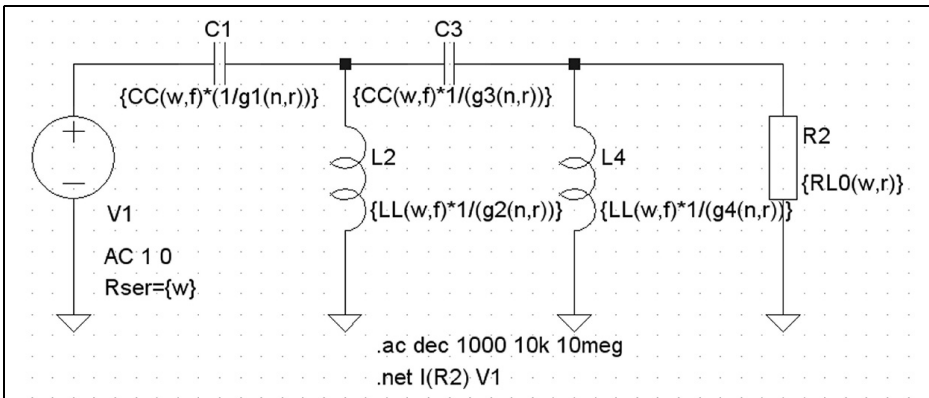 C1
C3
{CC(w,f)*(1/g1(n,r))}
{CC(w,f)*1/(g3(n,r))}
L2
L4
R2
{RL0(w,r)}
{LL(w,f)*1/(g2(n,r))}
{LL(w,f)*1/(g4(n,r))}
V1
AC 1 0
Rser={w}
.ac dec 1000 10k 10meg
.net I(R2) V1